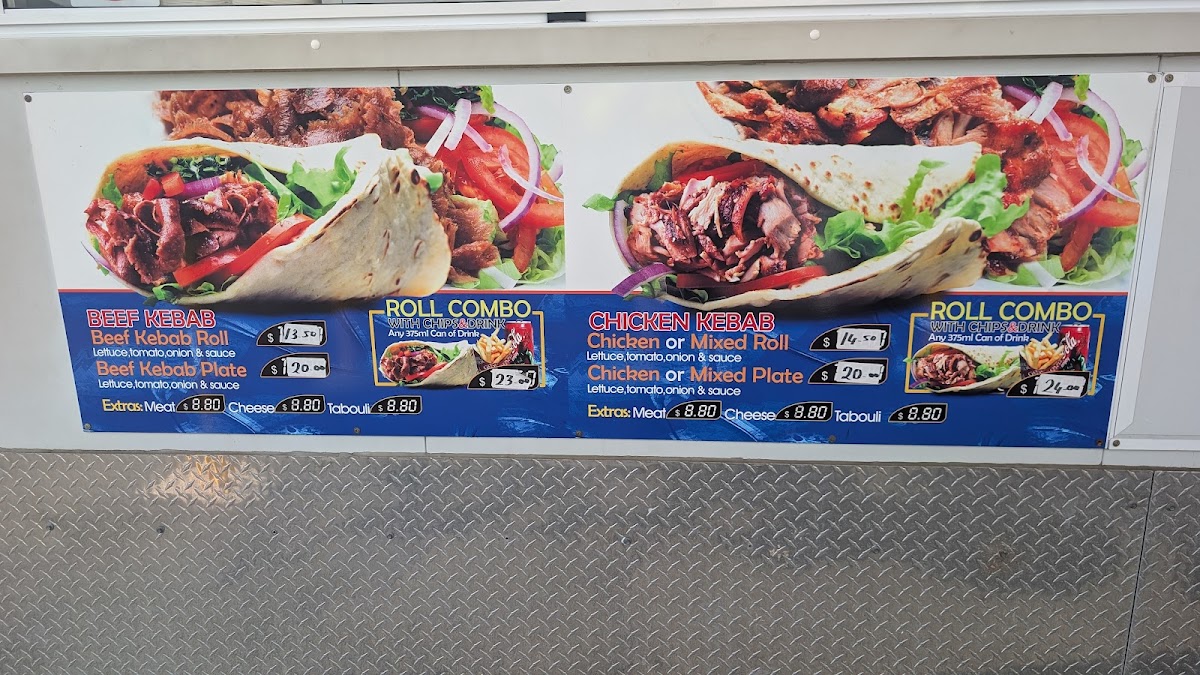 BEEF KEBAB
Beef Kebab Roll $ 13.50
Lettuce,tomato,onion & sauce
Beef Kebab Plate $ 20.00
Lettuce,tomato,onion & sauce
Extras: Meat $ 8.80 Cheese $ 8.80 Tabouli $ 8.80
ROLL COMBO
WITH CHIPS&DRINK
Any 375ml Can of Drink
$ 23.00
CHICKEN KEBAB
Chicken or Mixed Roll $ 14.50
Lettuce,tomato,onion & sauce
Chicken or Mixed Plate $ 20.00
Lettuce,tomato,onion & sauce
Extras: Meat $ 8.80 Cheese $ 8.80 Tabouli $ 8.80
ROLL COMBO
WITH CHIPS&DRINK
Any 375ml Can of Drink
$ 24.00